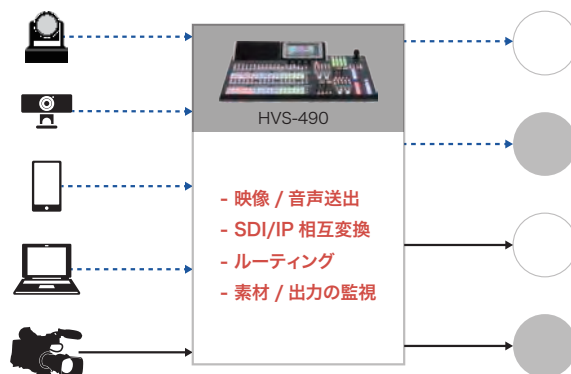 HVS-490
- 映像 / 音声送出
- SDI/IP 相互変換
- ルーティング
- 素材 / 出力の監視